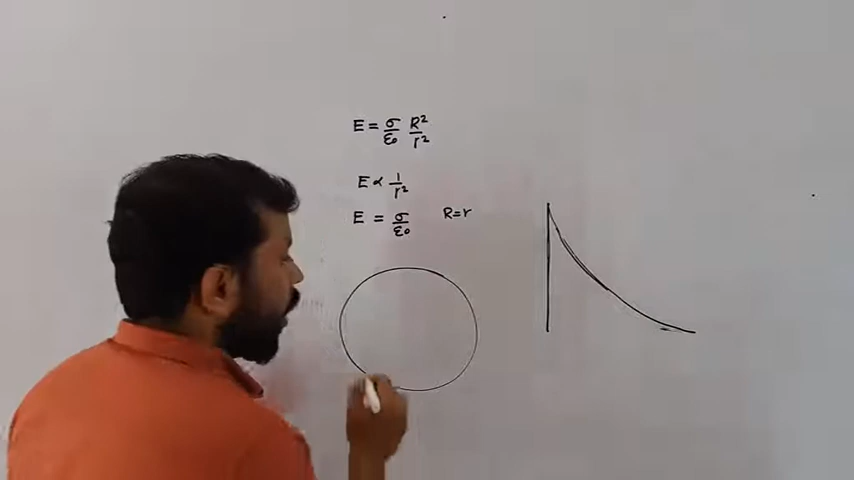 E = σ/ε₀ R²/r²
E ∝ 1/r²
E = σ/ε₀ R=r